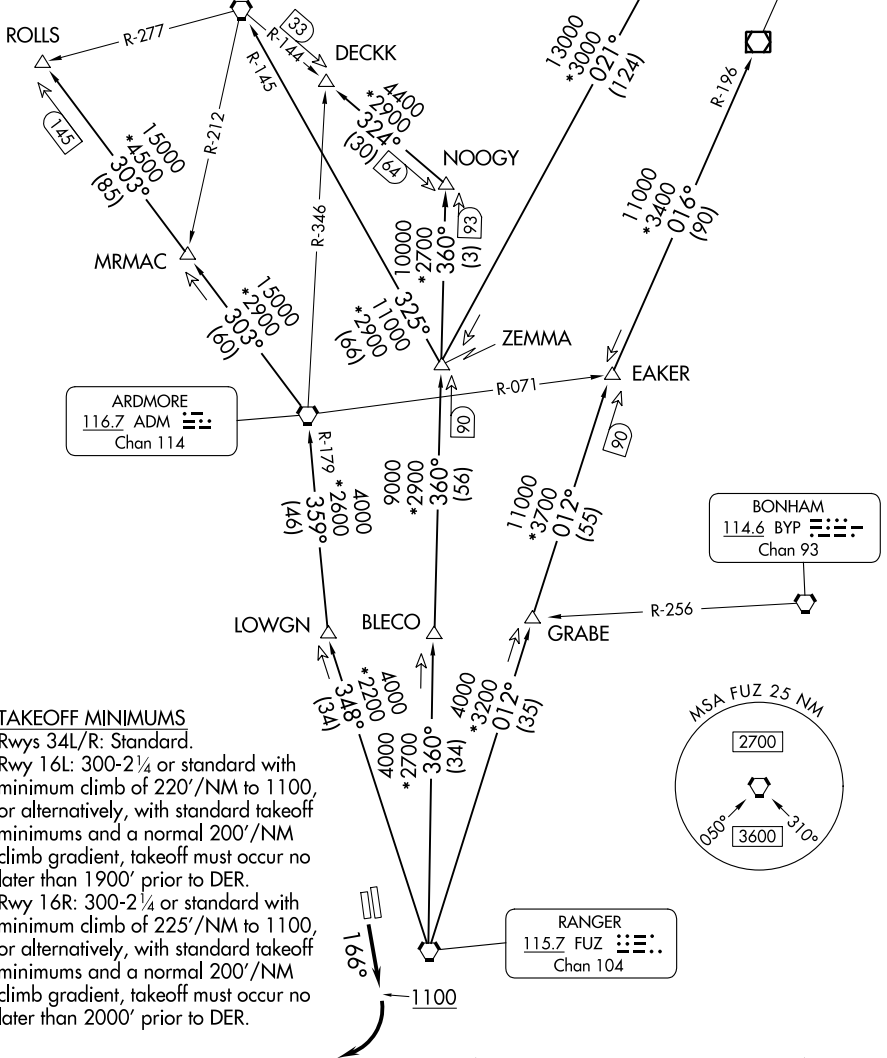 ROLLS
R-277
33
R-144
DECKK
R-145
13000
*3000
021°
(124)
R-196
145
15000
*4500
303°
(85)
R-212
4400
*2900
324°
(30)
64
NOOGY
93
R-346
10000
*2700
360°
(3)
11000
*3400
016°
(90)
MRMAC
15000
*2900
303°
(60)
325°
11000
*2900
(66)
ZEMMA
EAKER
R-071
ARDMORE
116.7 ADM
Chan 114
90
90
R-179
4000
*2600
359°
(46)
9000
*2900
360°
(56)
11000
*3700
012°
(55)
BONHAM
114.6 BYP
Chan 93
R-256
LOWGN
BLECO
GRABE
4000
*2200
348°
(34)
4000
*2700
360°
(34)
4000
*3200
012°
(35)
MSA FUZ 25 NM
2700
050°
310°
3600
TAKEOFF MINIMUMS
Rwys 34L/R: Standard.
Rwy 16L: 300-2¼ or standard with
minimum climb of 220'/NM to 1100,
or alternatively, with standard takeoff
minimums and a normal 200'/NM
climb gradient, takeoff must occur no
later than 1900' prior to DER.
Rwy 16R: 300-2¼ or standard with
minimum climb of 225'/NM to 1100,
or alternatively, with standard takeoff
minimums and a normal 200'/NM
climb gradient, takeoff must occur no
later than 2000' prior to DER.
166°
1100
RANGER
115.7 FUZ
Chan 104